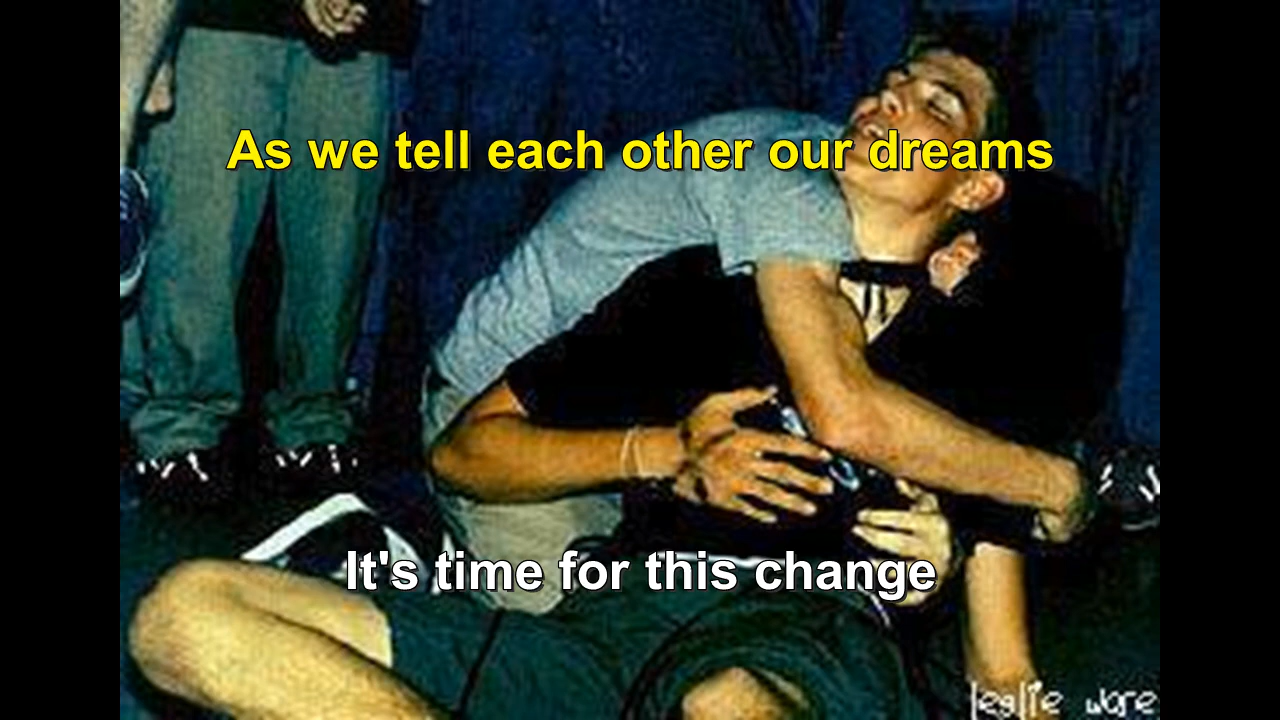 As we tell each other our dreams
It's time for this change
leslie ware